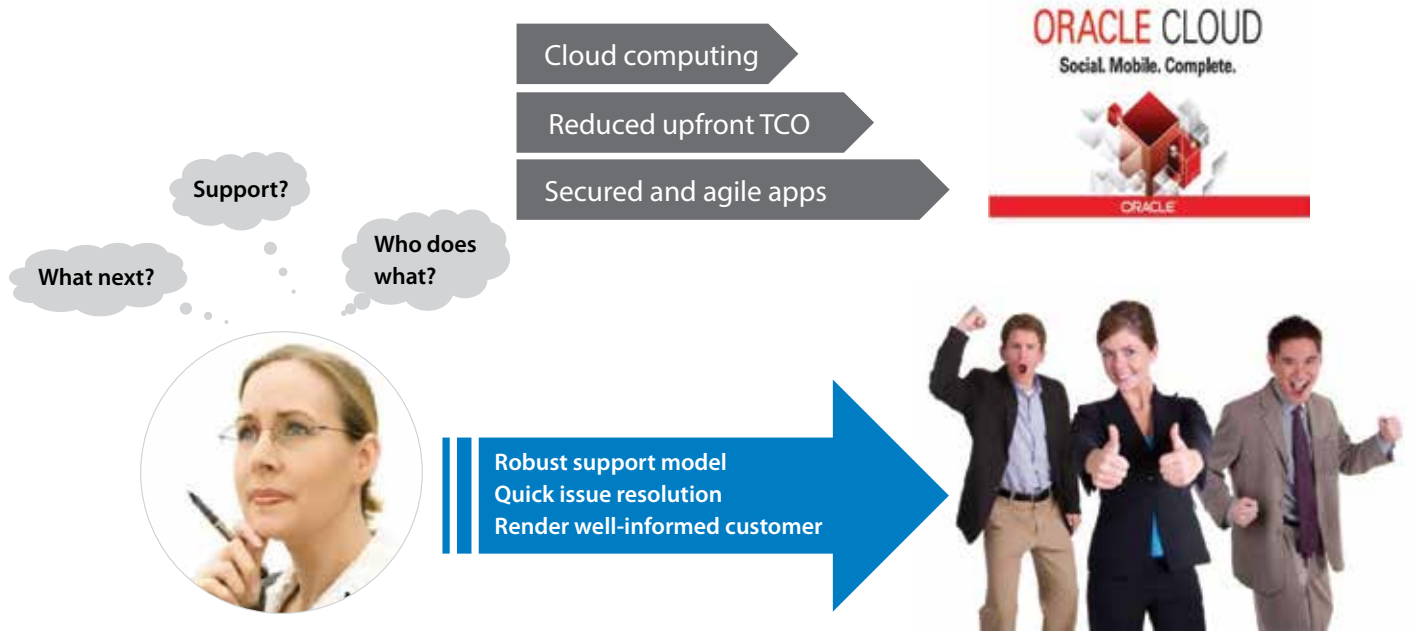 Cloud computing
Reduced upfront TCO
Secured and agile apps
ORACLE CLOUD
Social. Mobile. Complete.
ORACLE
Support?
What next?
Who does
what?
Robust support model
Quick issue resolution
Render well-informed customer